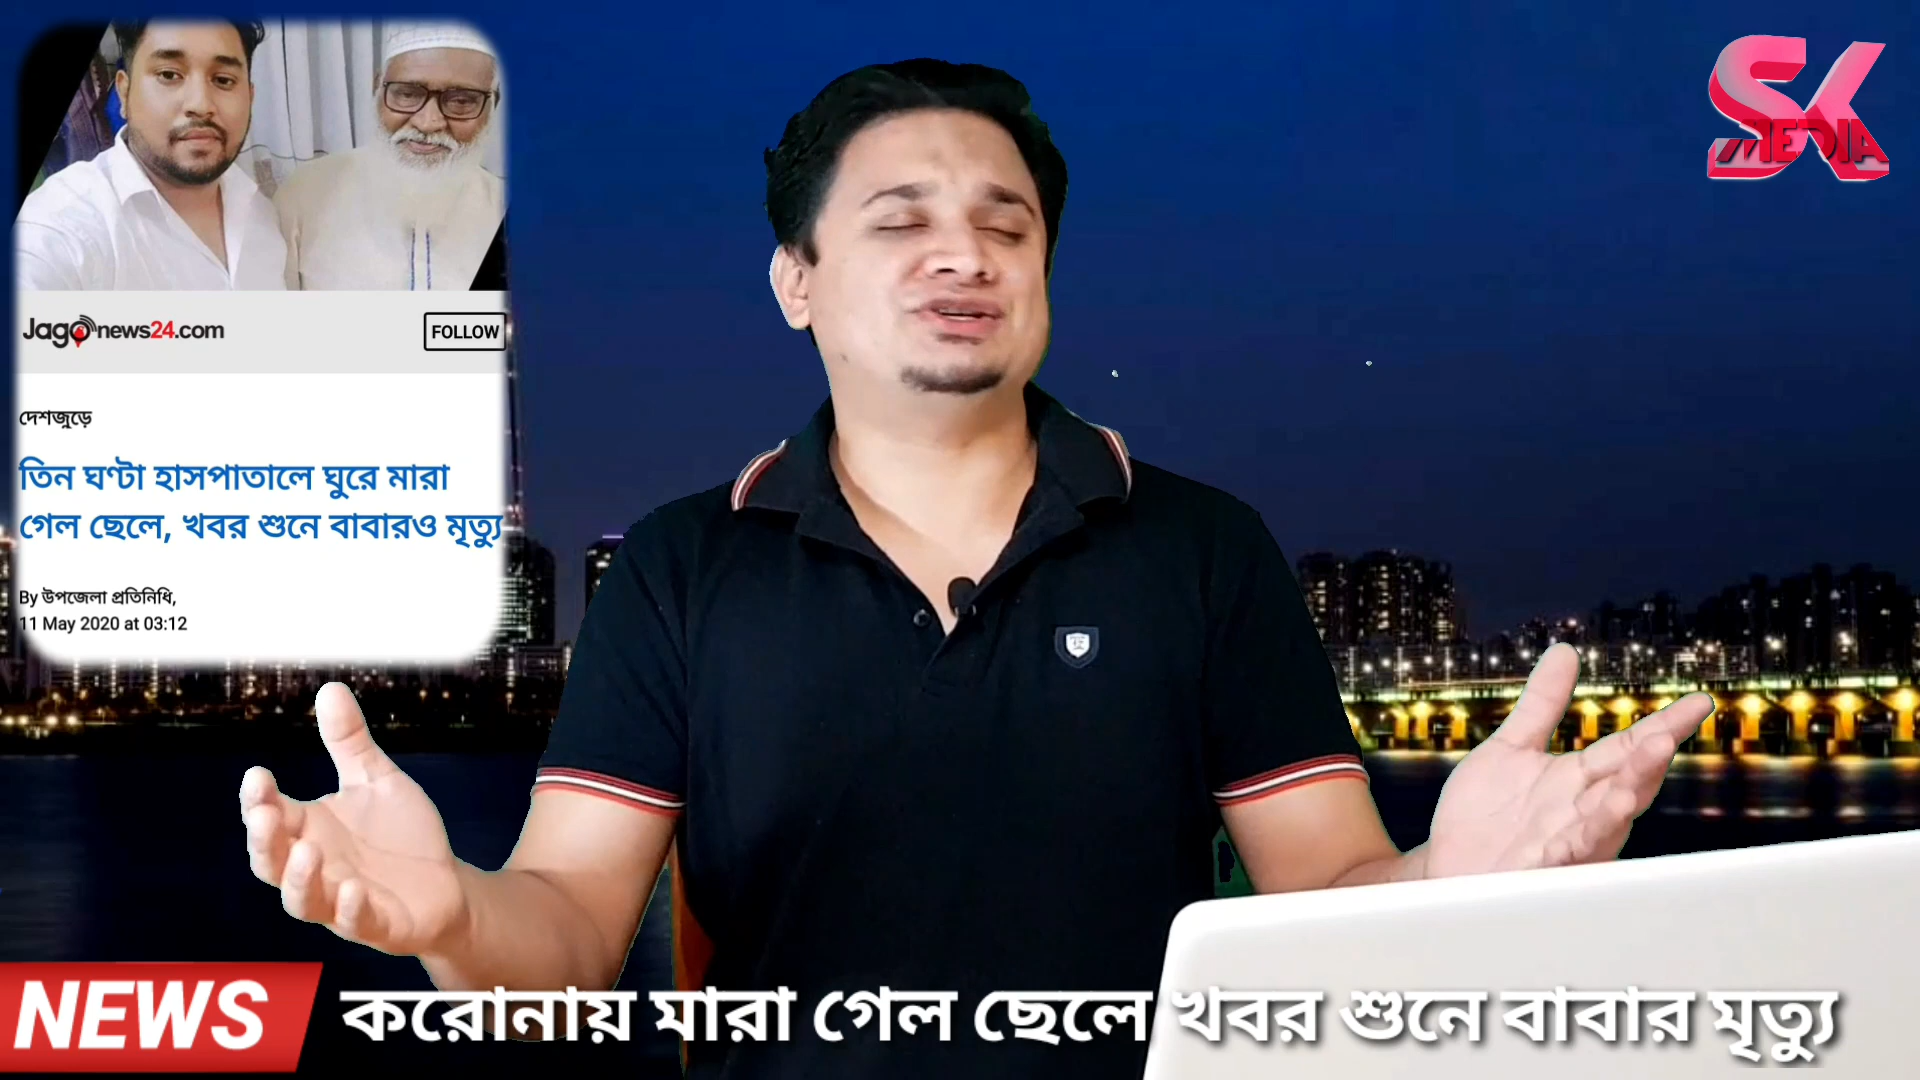 SK
MEDIA
Jagonews24.com
FOLLOW
দেশজুড়ে
তিন ঘণ্টা হাসপাতালে ঘুরে মারা
গেল ছেলে, খবর শুনে বাবারও মৃত্যু
By উপজেলা প্রতিনিধি,
11 May 2020 at 03:12
NEWS করোনায় মারা গেল ছেলে খবর শুনে বাবার মৃত্যু